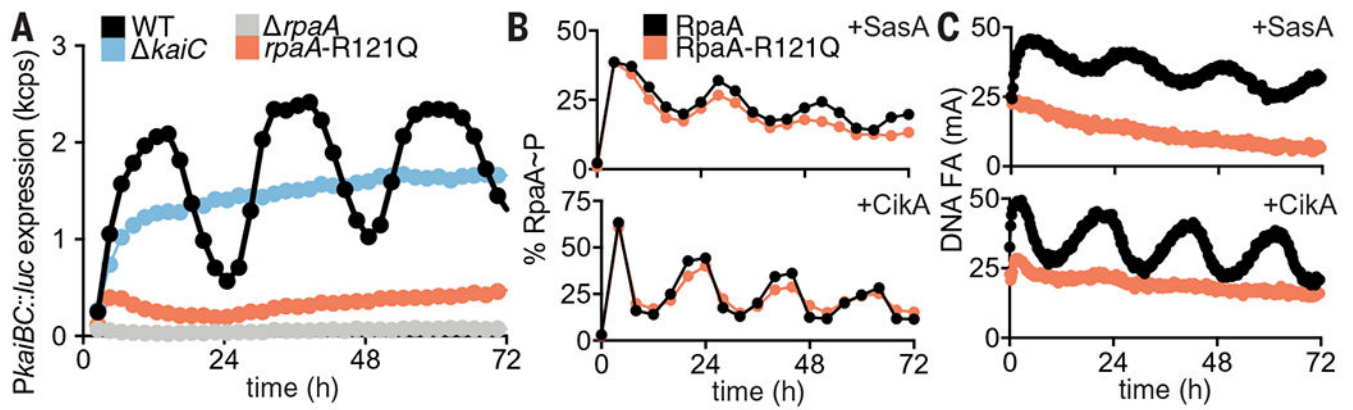 A
WT
ΔkaiC
ΔrpaA
rpaA-R121Q
PkaiBC::luc expression (kcps)
3
2
1
0
0
24
48
72
time (h)
B
RpaA
RpaA-R121Q
% RpaA~P
+SasA
50
25
0
+CikA
75
50
25
0
0
24
48
72
time (h)
C
DNA FA (mA)
+SasA
50
25
0
+CikA
50
25
0
0
24
48
72
time (h)